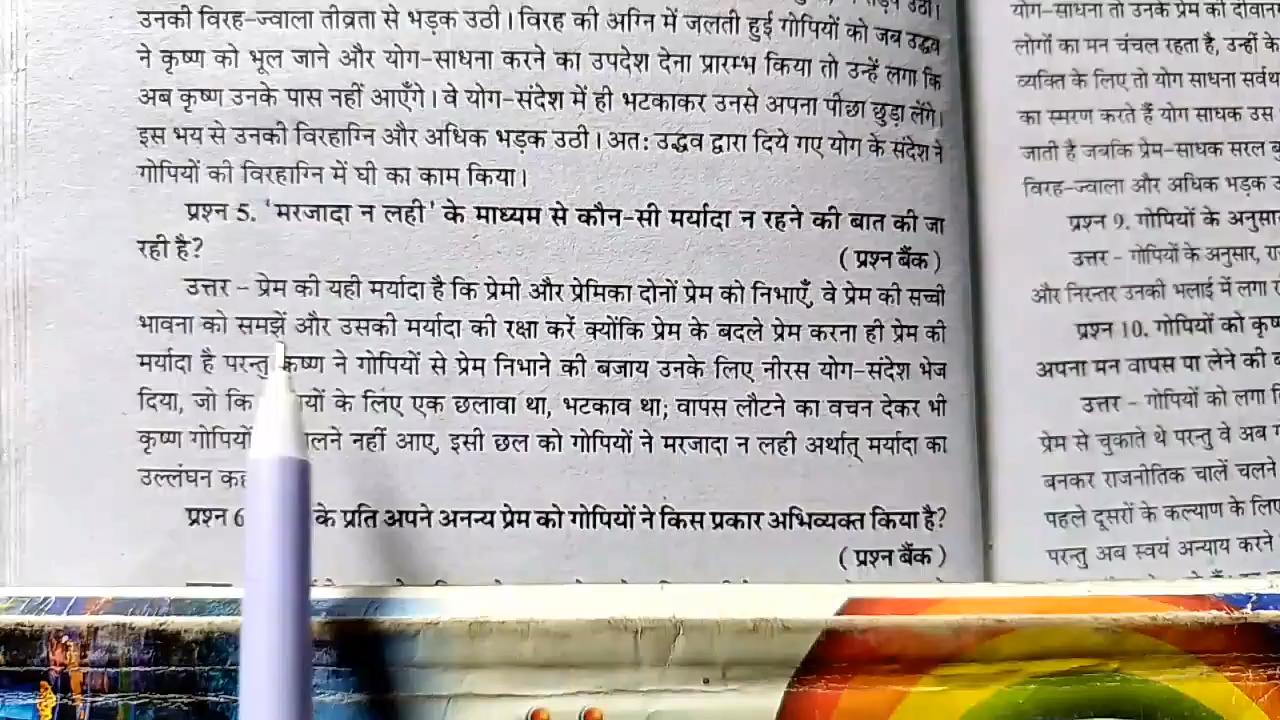 उनकी विरह-ज्वाला तीव्रता से भड़क उठी। विरह की अग्नि में जलती हुई गोपियों को जब उद्धव
ने कृष्ण को भूल जाने और योग-साधना करने का उपदेश देना प्रारम्भ किया तो उन्हें लगा कि
अब कृष्ण उनके पास नहीं आएँगे। वे योग-संदेश में ही भटकाकर उनसे अपना पीछा छुड़ा लेंगे।
इस भय से उनकी विरहाग्नि और अधिक भड़क उठी। अतः उद्धव द्वारा दिये गए योग के संदेश ने
गोपियों की विरहाग्नि में घी का काम किया।
प्रश्न 5. 'मरजादा न लही' के माध्यम से कौन-सी मर्यादा न रहने की बात की जा
रही है?
(प्रश्न बैंक)
उत्तर - प्रेम की यही मर्यादा है कि प्रेमी और प्रेमिका दोनों प्रेम को निभाएँ, वे प्रेम की सच्ची
भावना को समझें और उसकी मर्यादा की रक्षा करें क्योंकि प्रेम के बदले प्रेम करना ही प्रेम की
मर्यादा है परन्तु कृष्ण ने गोपियों से प्रेम निभाने की बजाय उनके लिए नीरस योग-संदेश भेज
दिया, जो कि यों के लिए एक छलावा था, भटकाव था; वापस लौटने का वचन देकर भी
कृष्ण गोपियों लने नहीं आए, इसी छल को गोपियों ने मरजादा न लही अर्थात् मर्यादा का
उल्लंघन कह
प्रश्न 6 के प्रति अपने अनन्य प्रेम को गोपियों ने किस प्रकार अभिव्यक्त किया है?
(प्रश्न बैंक)
योग-साधना तो उनके प्रेम की
लोगों का मन चंचल रहता है, उन्हीं के
व्यक्ति के लिए तो योग साधना
का स्मरण करते हैं योग साधक उस
जाती है जबकि प्रेम-साधक सरल
विरह-ज्वाला और अधिक भड़क
प्रश्न 9. गोपियों के
उत्तर - गोपियों के अनुसार,
और निरन्तर उनकी भलाई में लगा
प्रश्न 10. गोपियों को
अपना मन वापस पा लेने की
उत्तर - गोपियों को लगा
प्रेम से चुकाते थे परन्तु वे अब
बनकर राजनीतिक चालें चलने
पहले दूसरों के कल्याण के
परन्तु अब स्वयं अन्याय करने